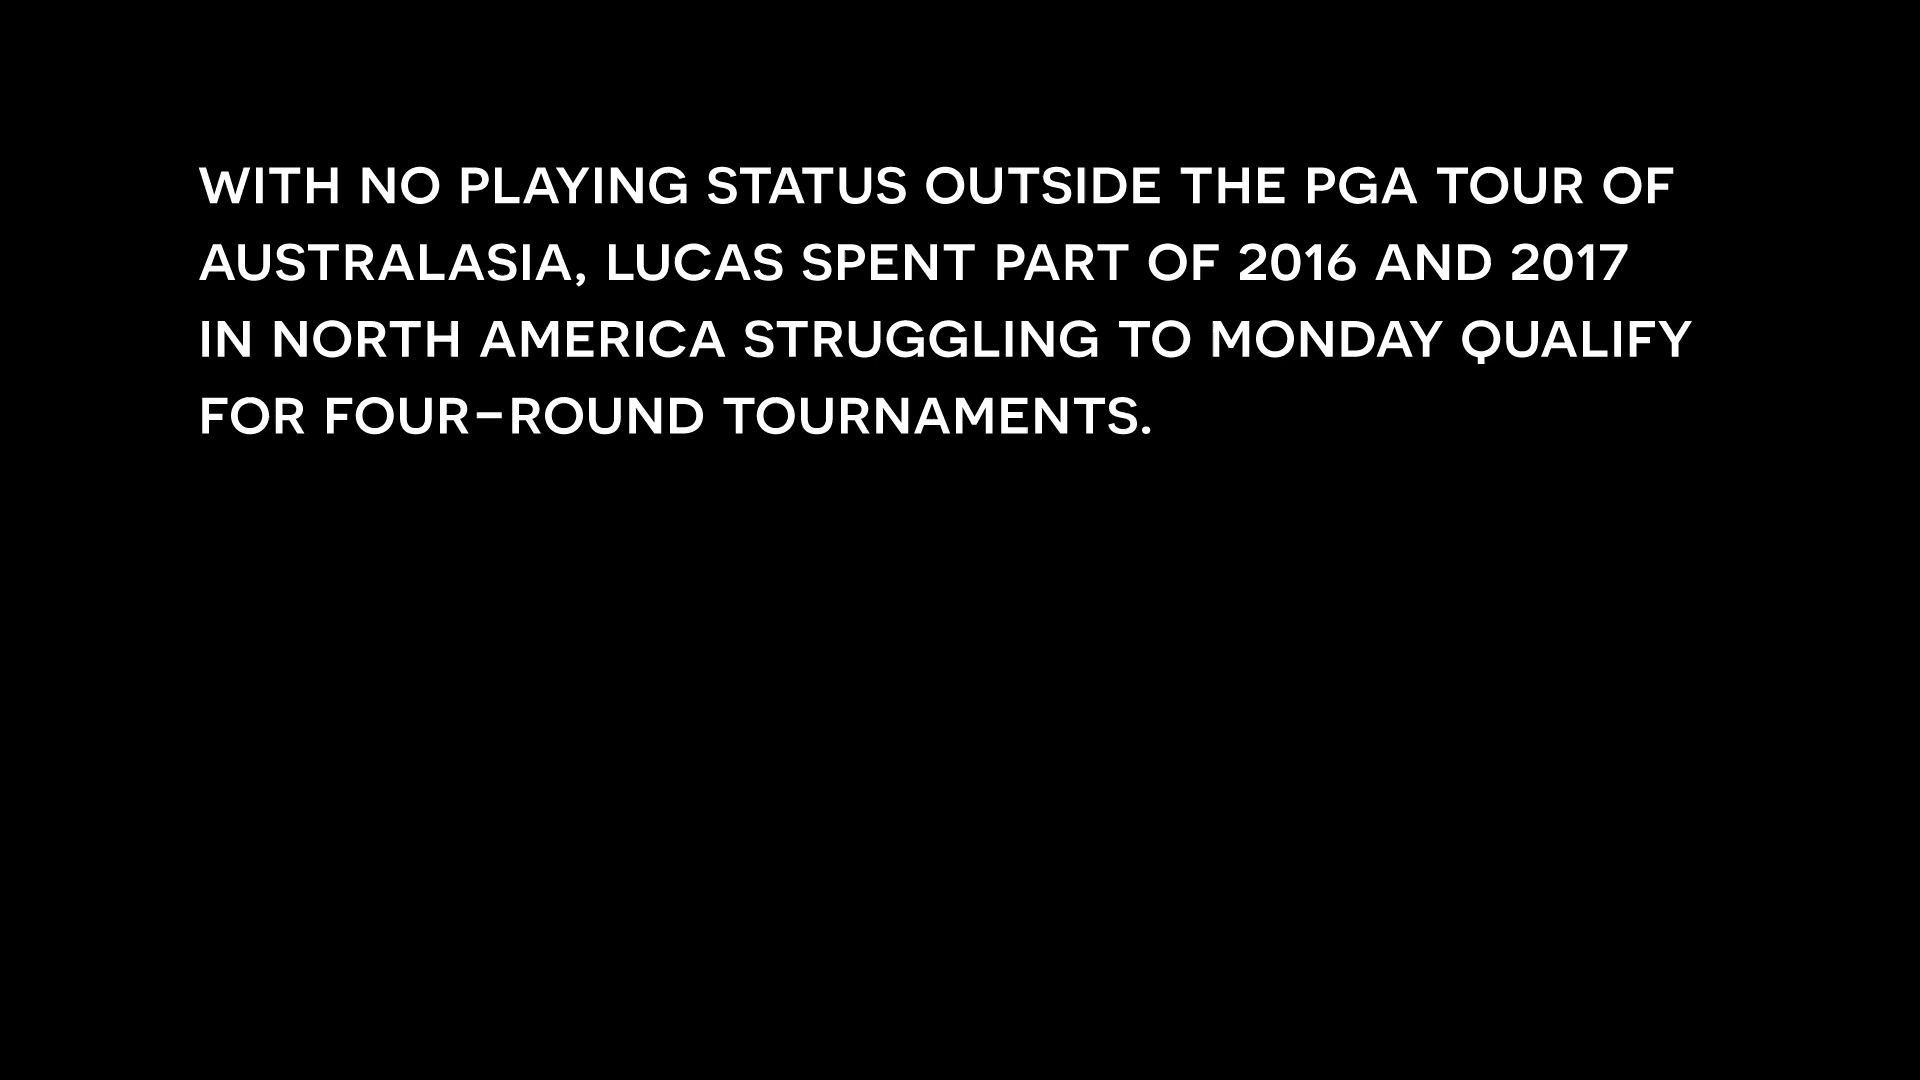 WITH NO PLAYING STATUS OUTSIDE THE PGA TOUR OF
AUSTRALASIA, LUCAS SPENT PART OF 2016 AND 2017
IN NORTH AMERICA STRUGGLING TO MONDAY QUALIFY
FOR FOUR-ROUND TOURNAMENTS.